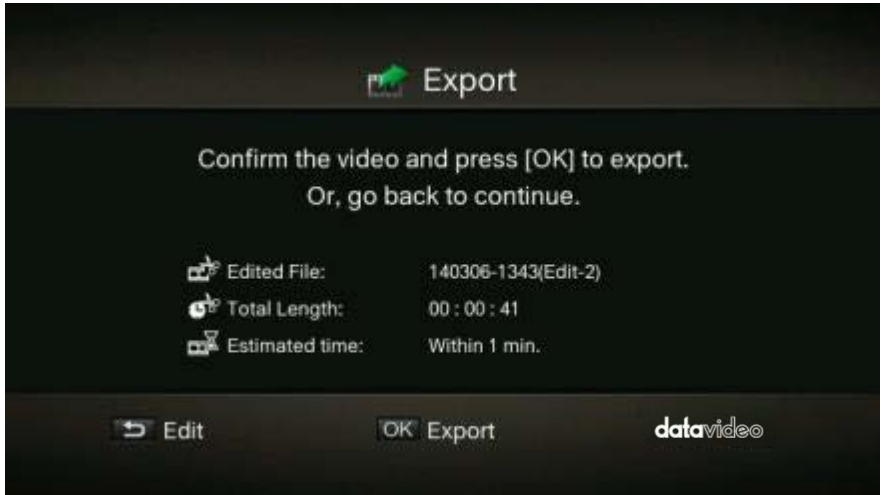 Export
Confirm the video and press [OK] to export.
Or, go back to continue.
Edited File: 140306-1343(Edit-2)
Total Length: 00 : 00 : 41
Estimated time: Within 1 min.
Edit OK Export datavideo